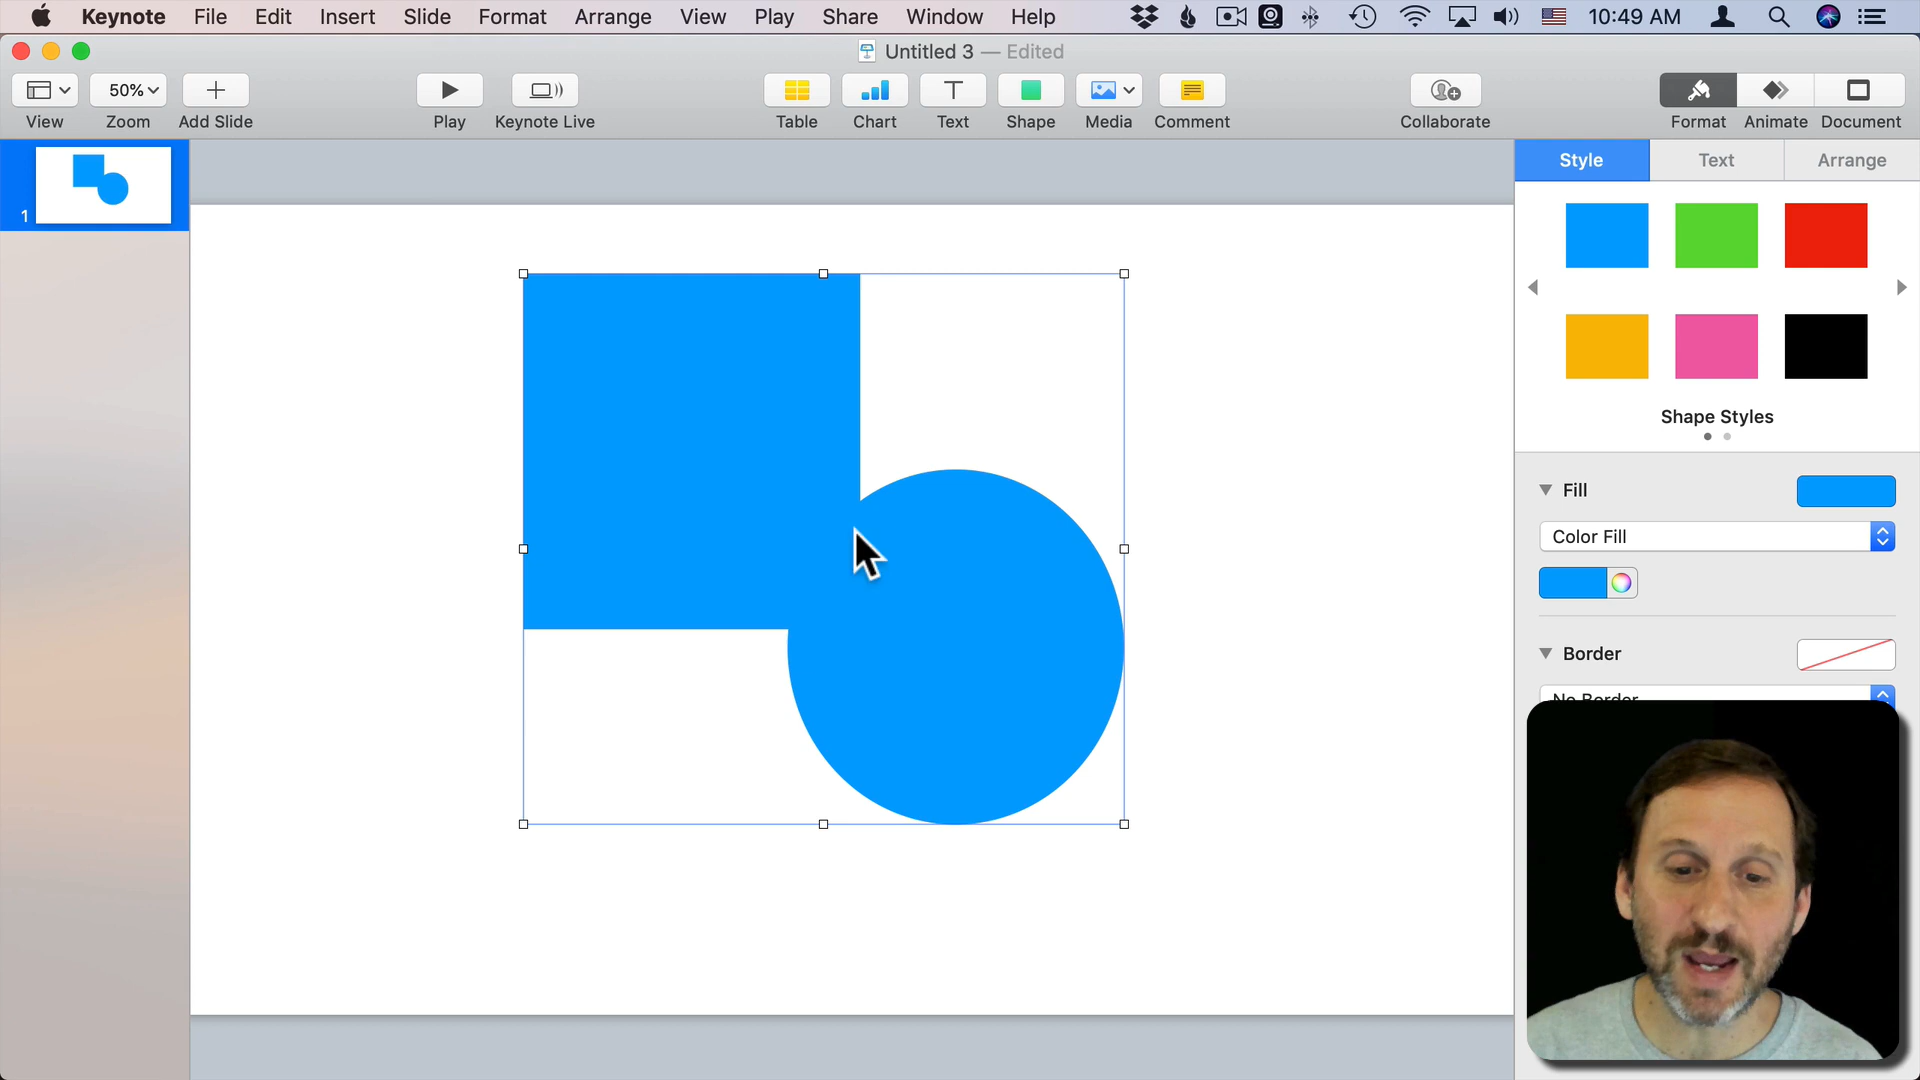 Keynote File Edit Insert Slide Format Arrange View Play Share Window Help 10:49 AM
Untitled 3 — Edited
50%
View Zoom Add Slide Play Keynote Live Table Chart Text Shape Media Comment Collaborate Format Animate Document
1
Style Text Arrange
Shape Styles
Fill
Color Fill
Border
No Border